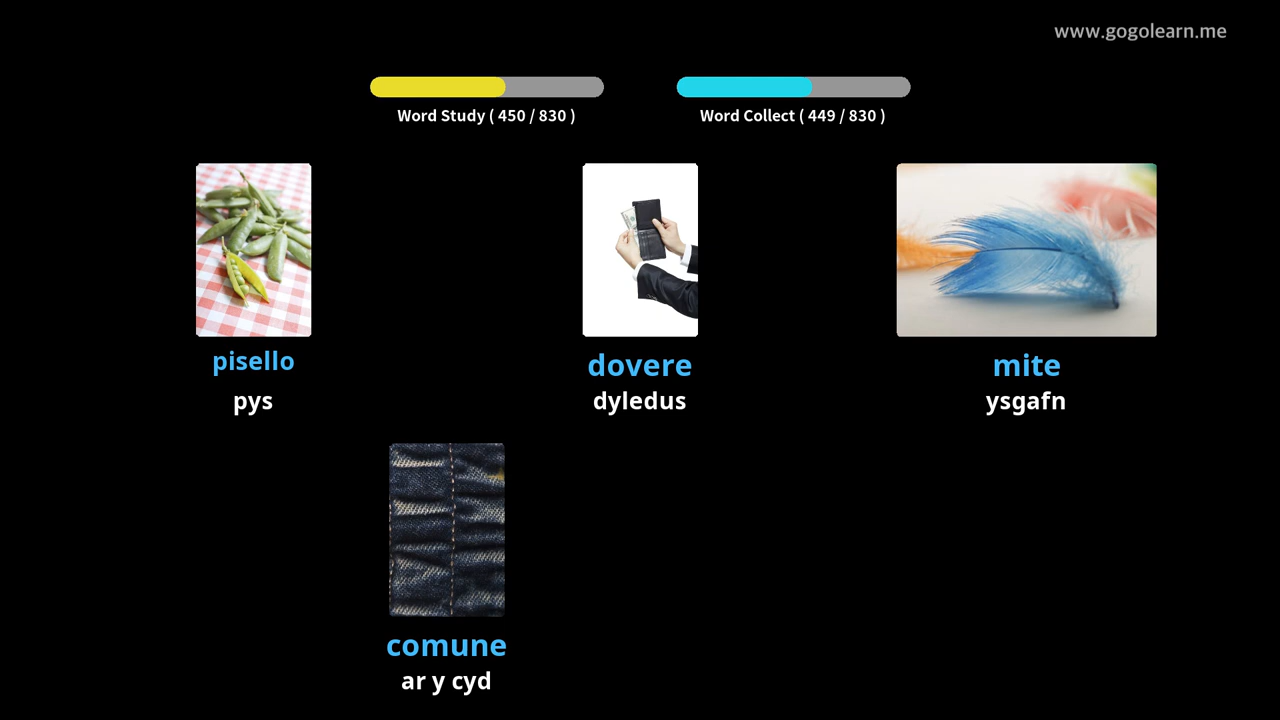 www.gogolearn.me
Word Study ( 450 / 830 )
Word Collect ( 449 / 830 )
pisello
pys
dovere
dyledus
mite
ysgafn
comune
ar y cyd